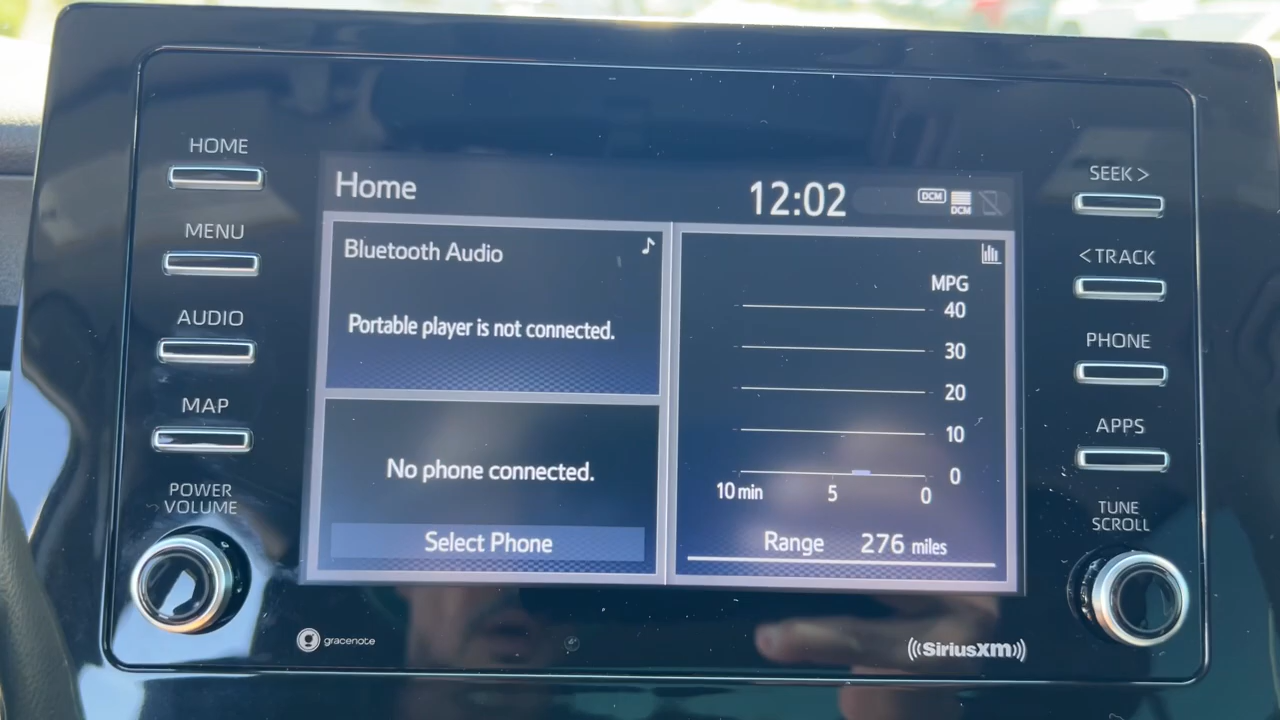 HOME
MENU
AUDIO
MAP
POWER
VOLUME
Home
12:02
DCM
DCM
Bluetooth Audio
Portable player is not connected.
No phone connected.
Select Phone
MPG
40
30
20
10
0
10 min 5 0
Range 276 miles
SEEK >
< TRACK
PHONE
APPS
TUNE
SCROLL
gracenote
SiriusXM